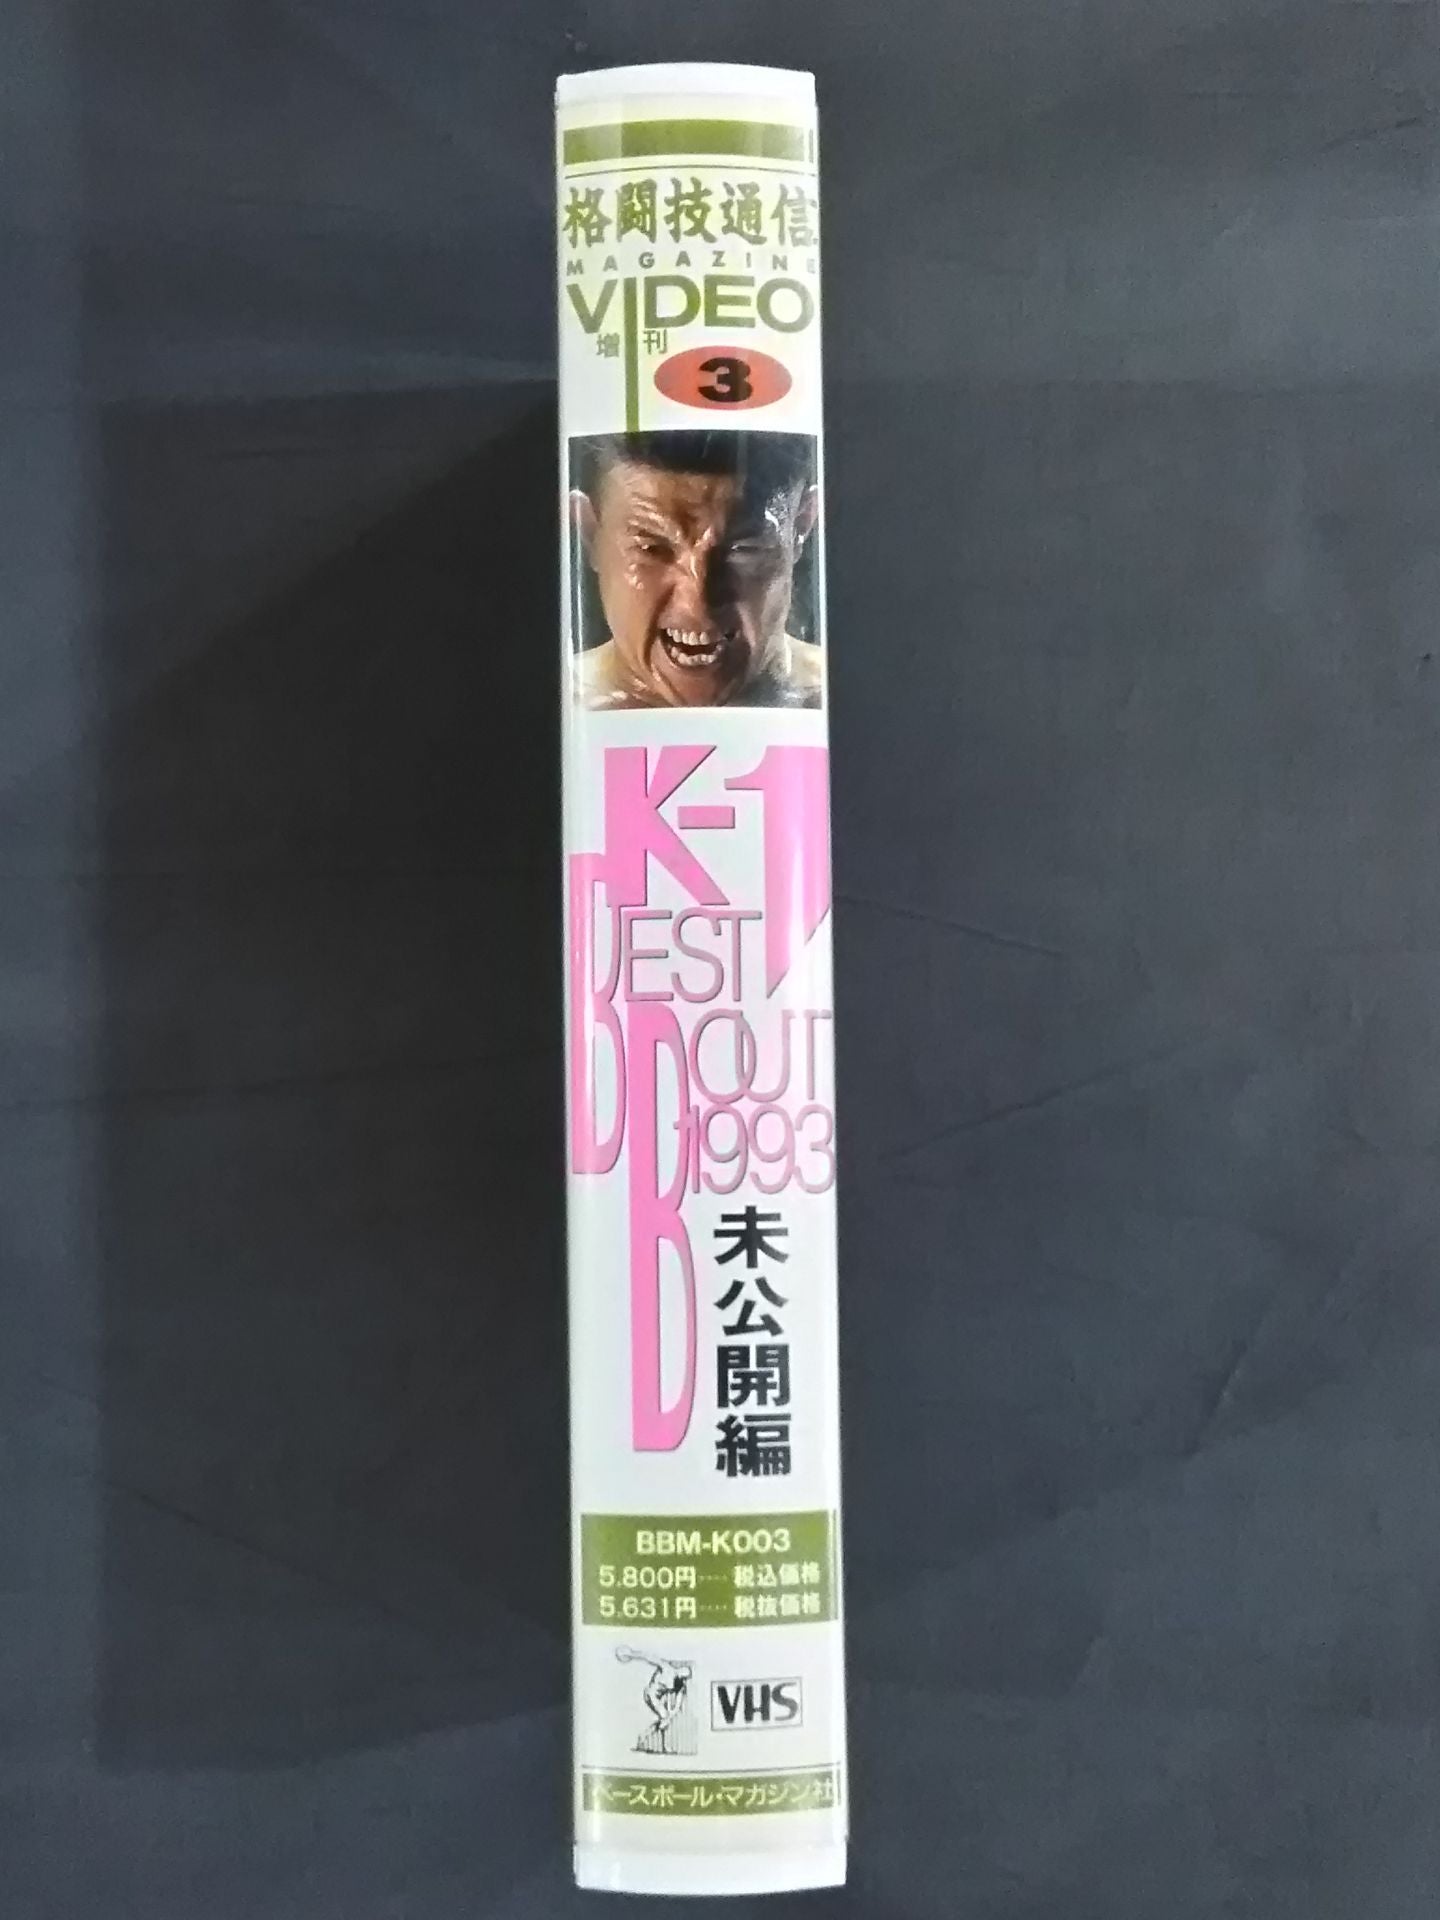 格闘技通信
MAGAZINE
VIDEO
増刊
3
K-1
BEST
BOUT
1993
未公開編
BBM-K003
5.800円‥‥税込価格
5.631円‥‥税抜価格
VHS
ベースボール・マガジン社